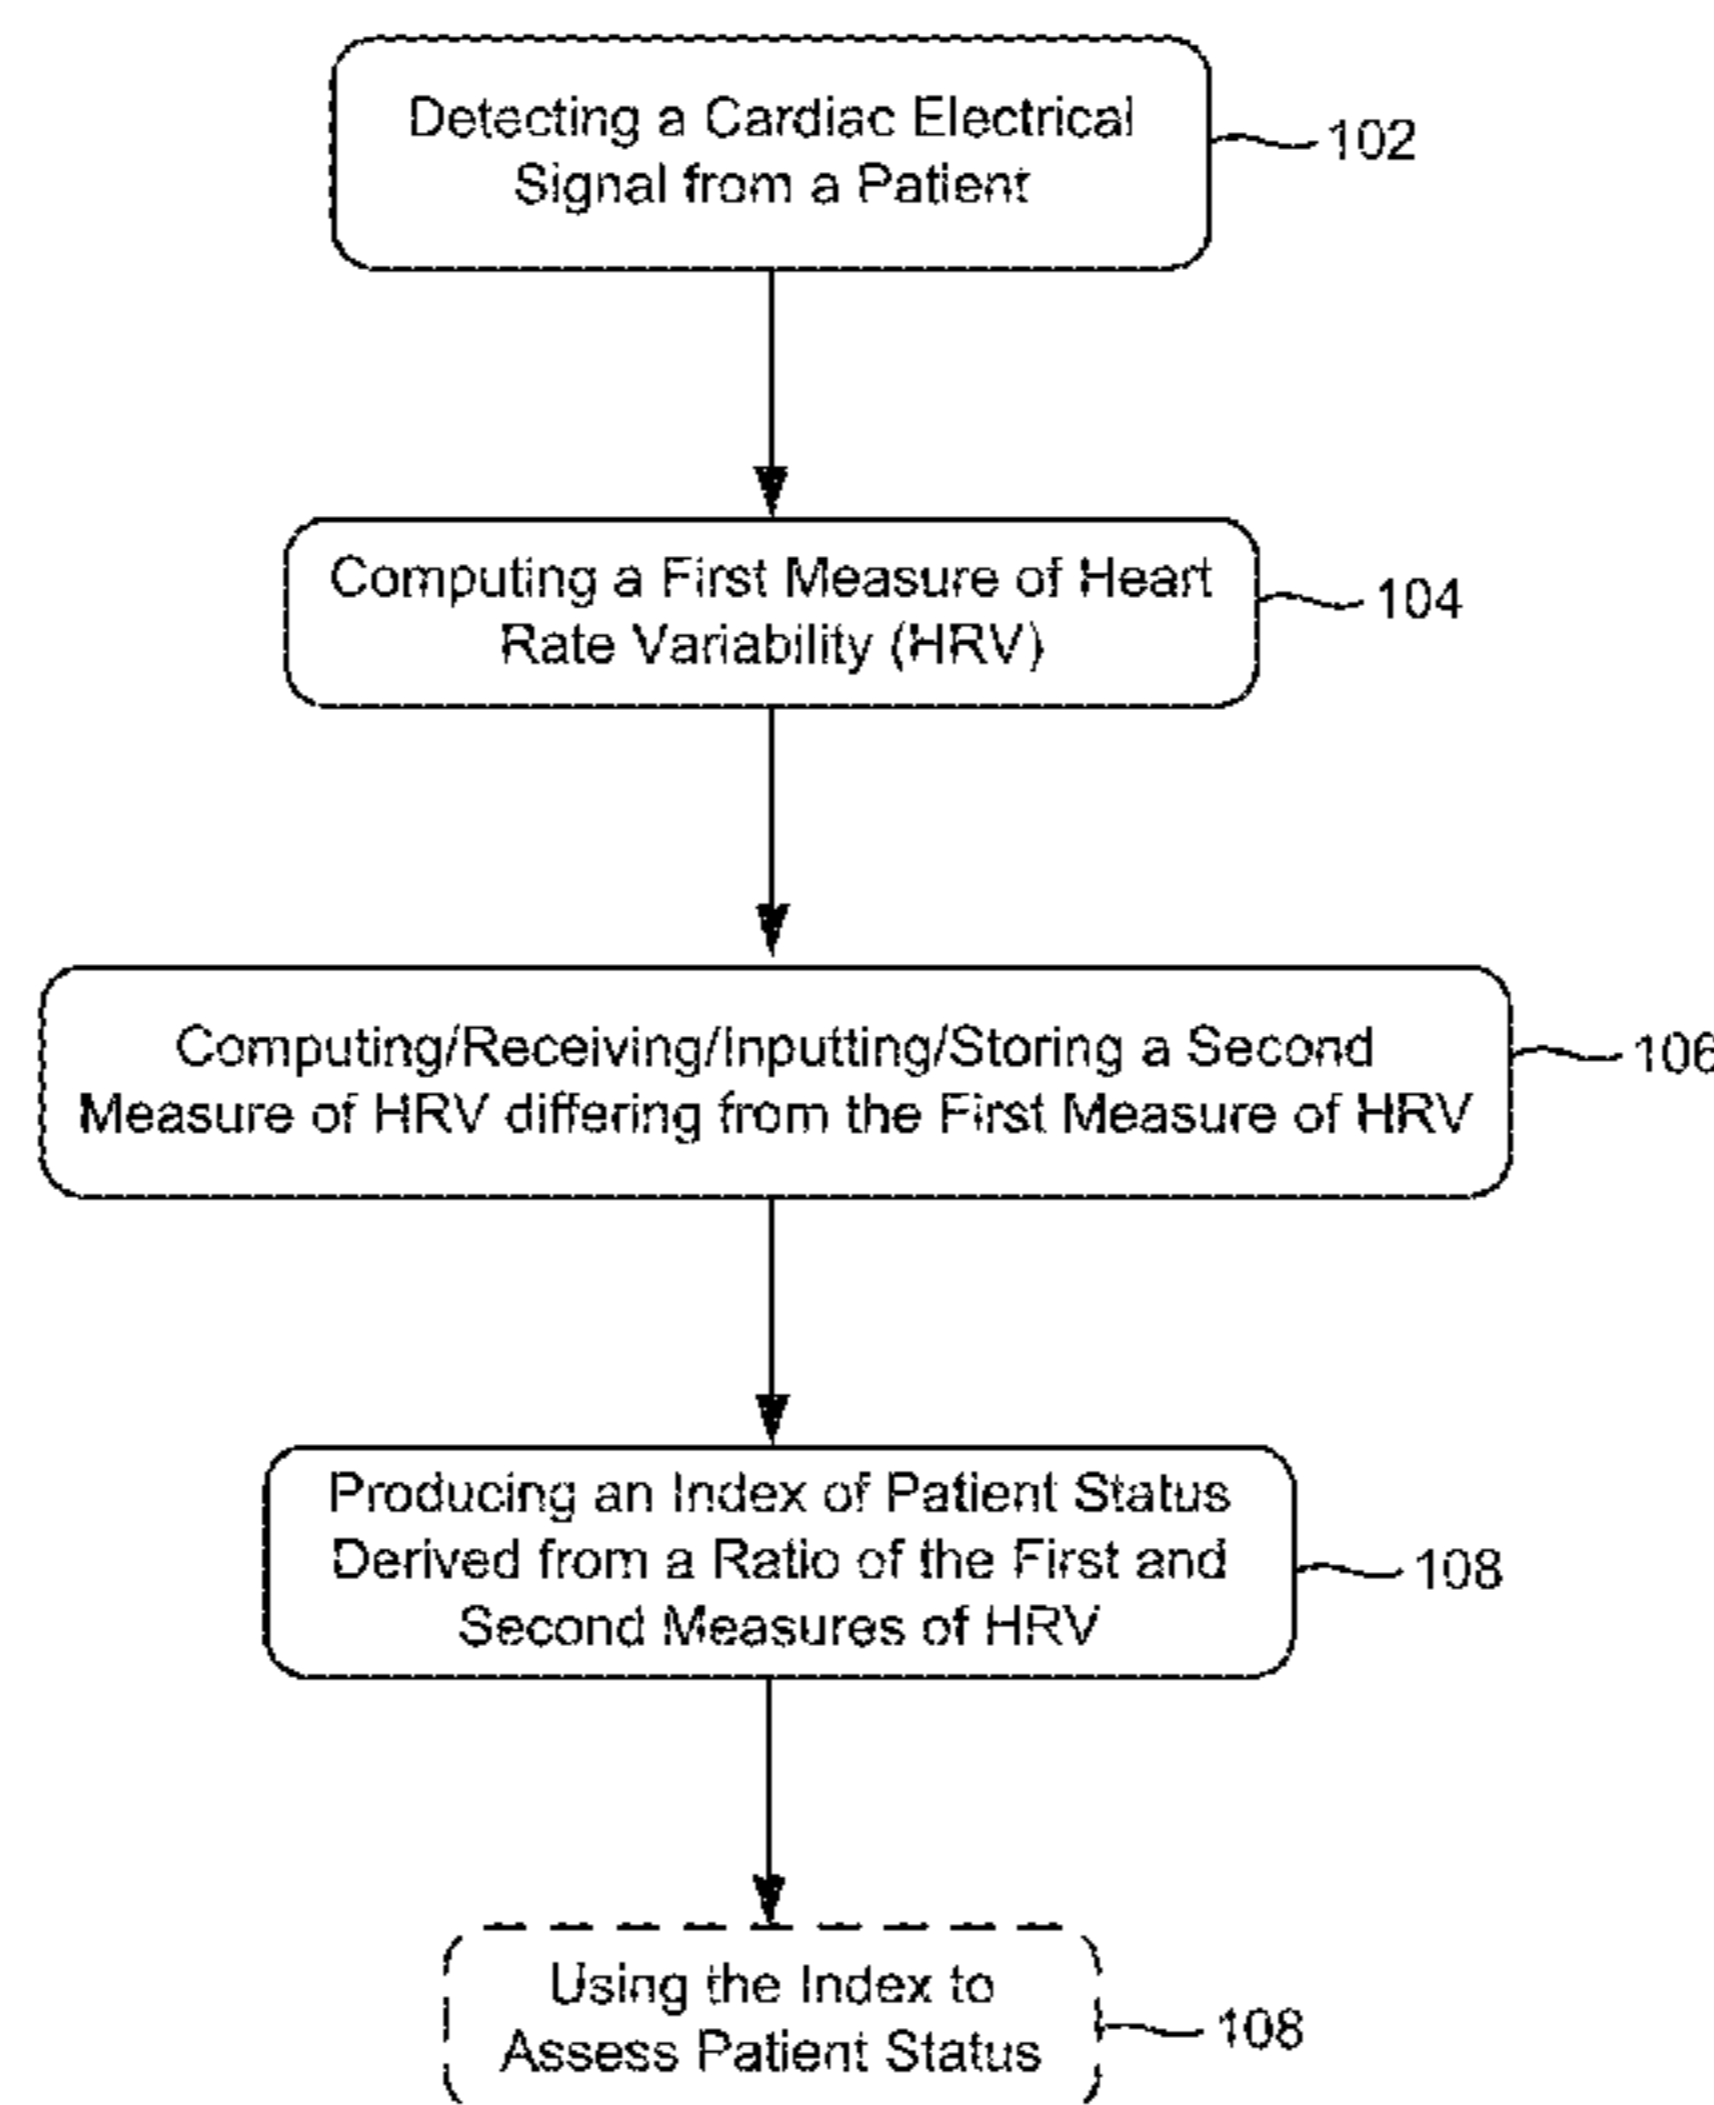 Detecting a Cardiac Electrical
Signal from a Patient
102
Computing a First Measure of Heart
Rate Variability (HRV)
104
Computing/Receiving/Inputting/Storing a Second
Measure of HRV differing from the First Measure of HRV
106
Producing an Index of Patient Status
Derived from a Ratio of the First and
Second Measures of HRV
108
Using the Index to
Assess Patient Status
108